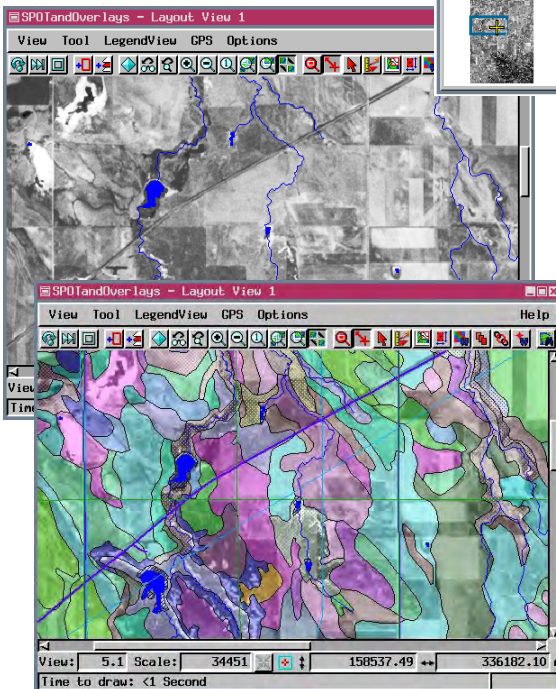 SPOTandOverlays - Layout View 1
View Tool LegendView GPS Options
View
SPOTandOverlays - Layout View 1
View Tool LegendView GPS Options Help
View: 5.1 Scale: 34451 158537.49 336182.10
Time to draw: <1 Second